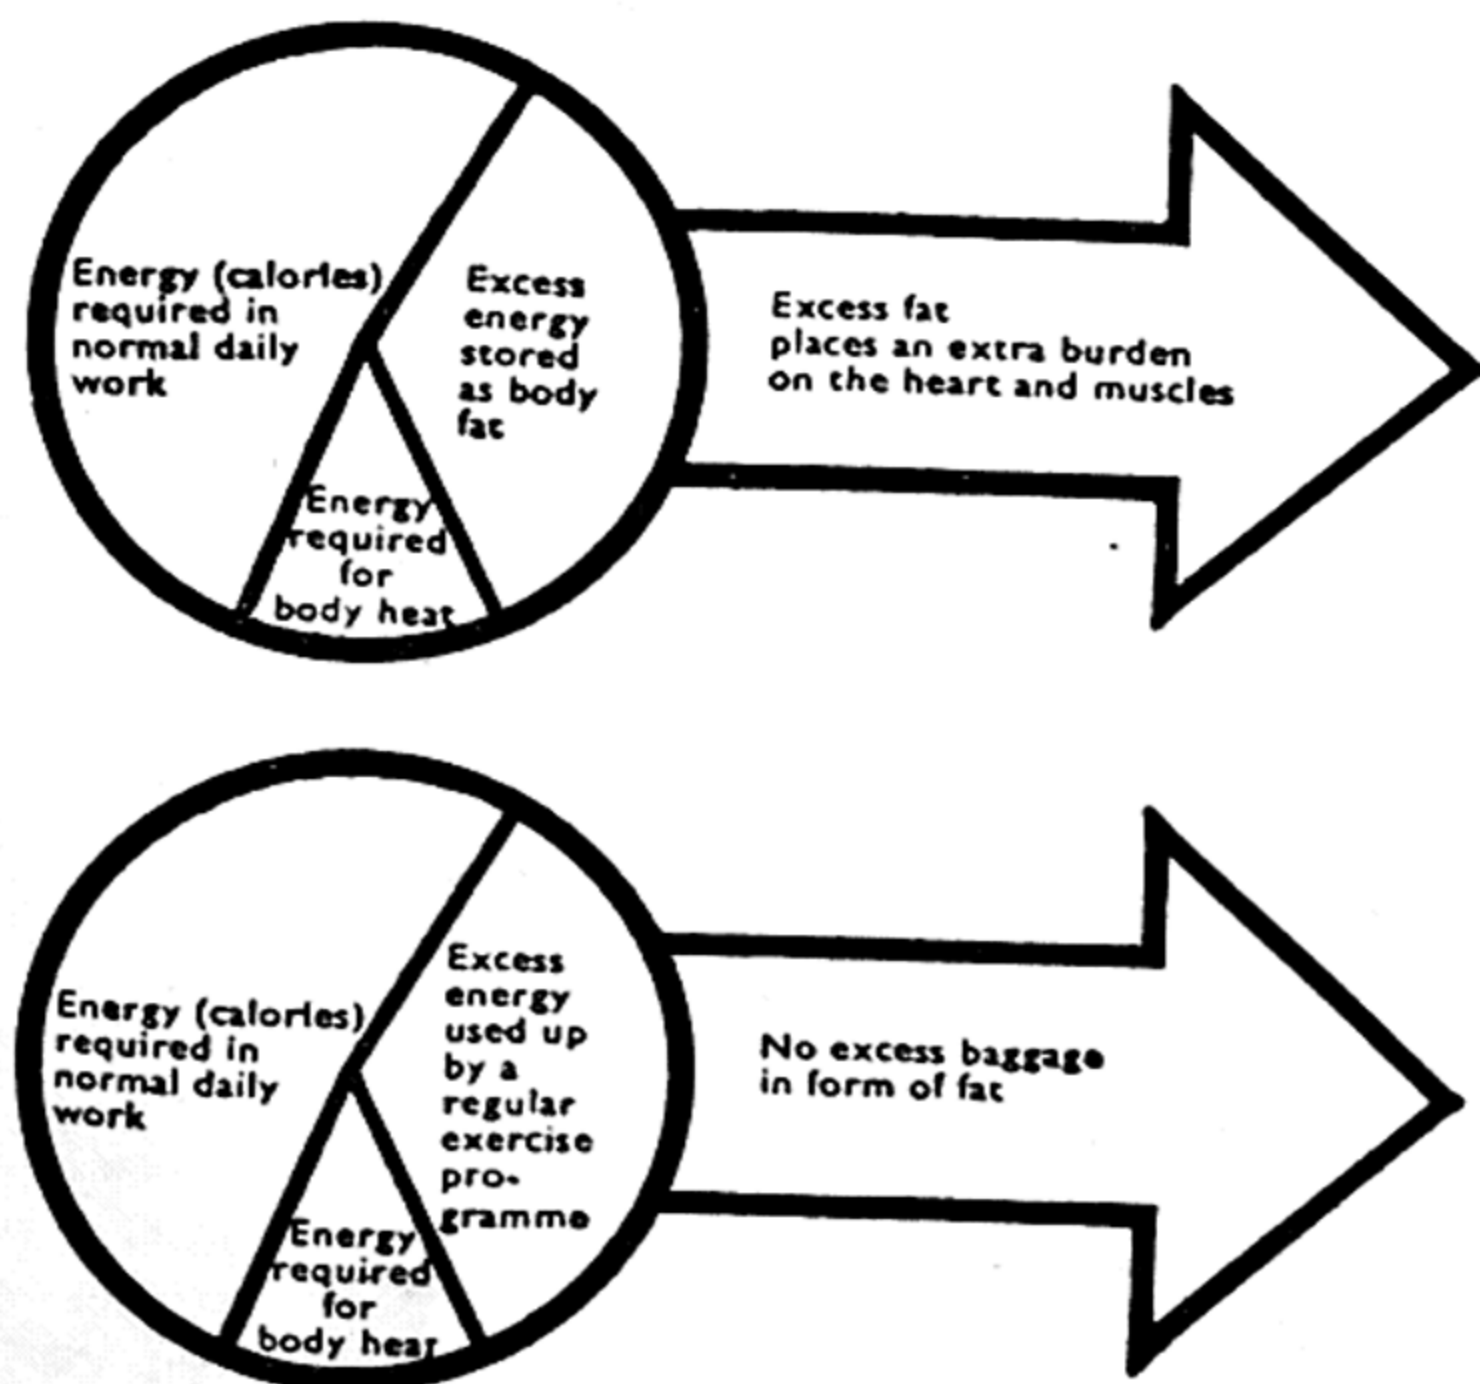 Energy (calories)
required in
normal daily
work
Excess
energy
stored
as body
fat
Energy
required
for
body heat
Excess fat
places an extra burden
on the heart and muscles
Energy (calories)
required in
normal daily
work
Excess
energy
used up
by a
regular
exercise
pro-
gramme
Energy
required
for
body heat
No excess baggage
in form of fat